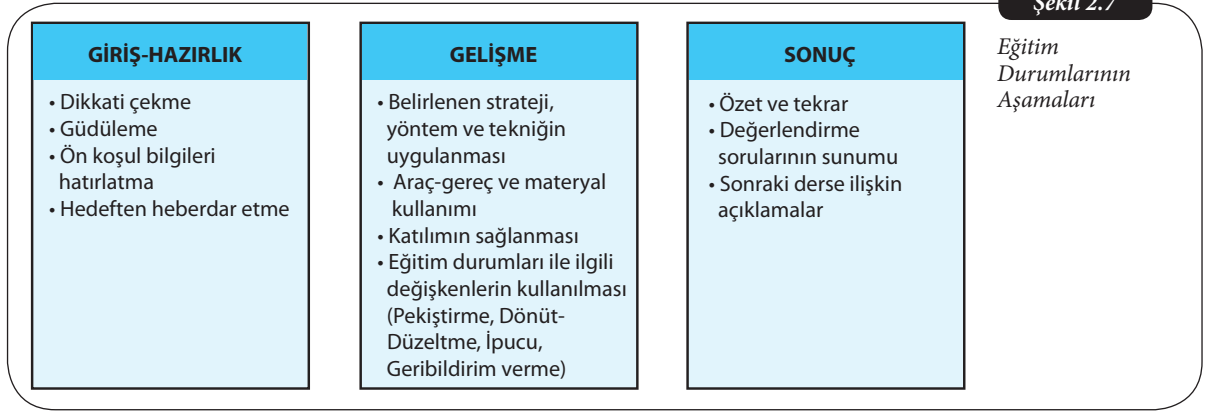 Şekil 2.7
Eğitim
Durumlarının
Aşamaları
GİRİŞ-HAZIRLIK
• Dikkati çekme
• Güdüleme
• Ön koşul bilgileri
hatırlatma
• Hedeften heberdar etme
GELİŞME
• Belirlenen strateji,
yöntem ve tekniğin
uygulanması
• Araç-gereç ve materyal
kullanımı
• Katılımın sağlanması
• Eğitim durumları ile ilgili
değişkenlerin kullanılması
(Pekiştirme, Dönüt-
Düzeltme, İpucu,
Geribildirim verme)
SONUÇ
• Özet ve tekrar
• Değerlendirme
sorularının sunumu
• Sonraki derse ilişkin
açıklamalar